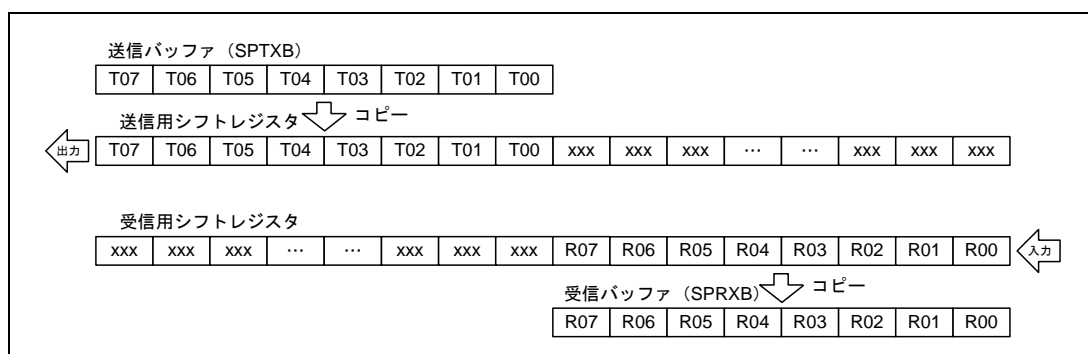 送信バッファ（SPTXB）
T07 T06 T05 T04 T03 T02 T01 T00
コピー
送信用シフトレジスタ
出力 T07 T06 T05 T04 T03 T02 T01 T00 xxx xxx xxx … … xxx xxx xxx
受信用シフトレジスタ
xxx xxx xxx … … xxx xxx xxx R07 R06 R05 R04 R03 R02 R01 R00 入力
受信バッファ（SPRXB） コピー
R07 R06 R05 R04 R03 R02 R01 R00